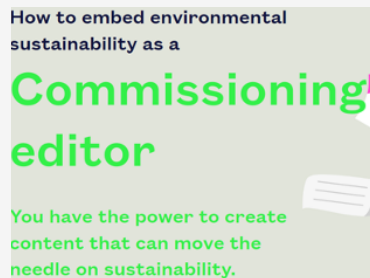 How to embed environmental
sustainability as a
Commissioning
editor
You have the power to create
content that can move the
needle on sustainability.